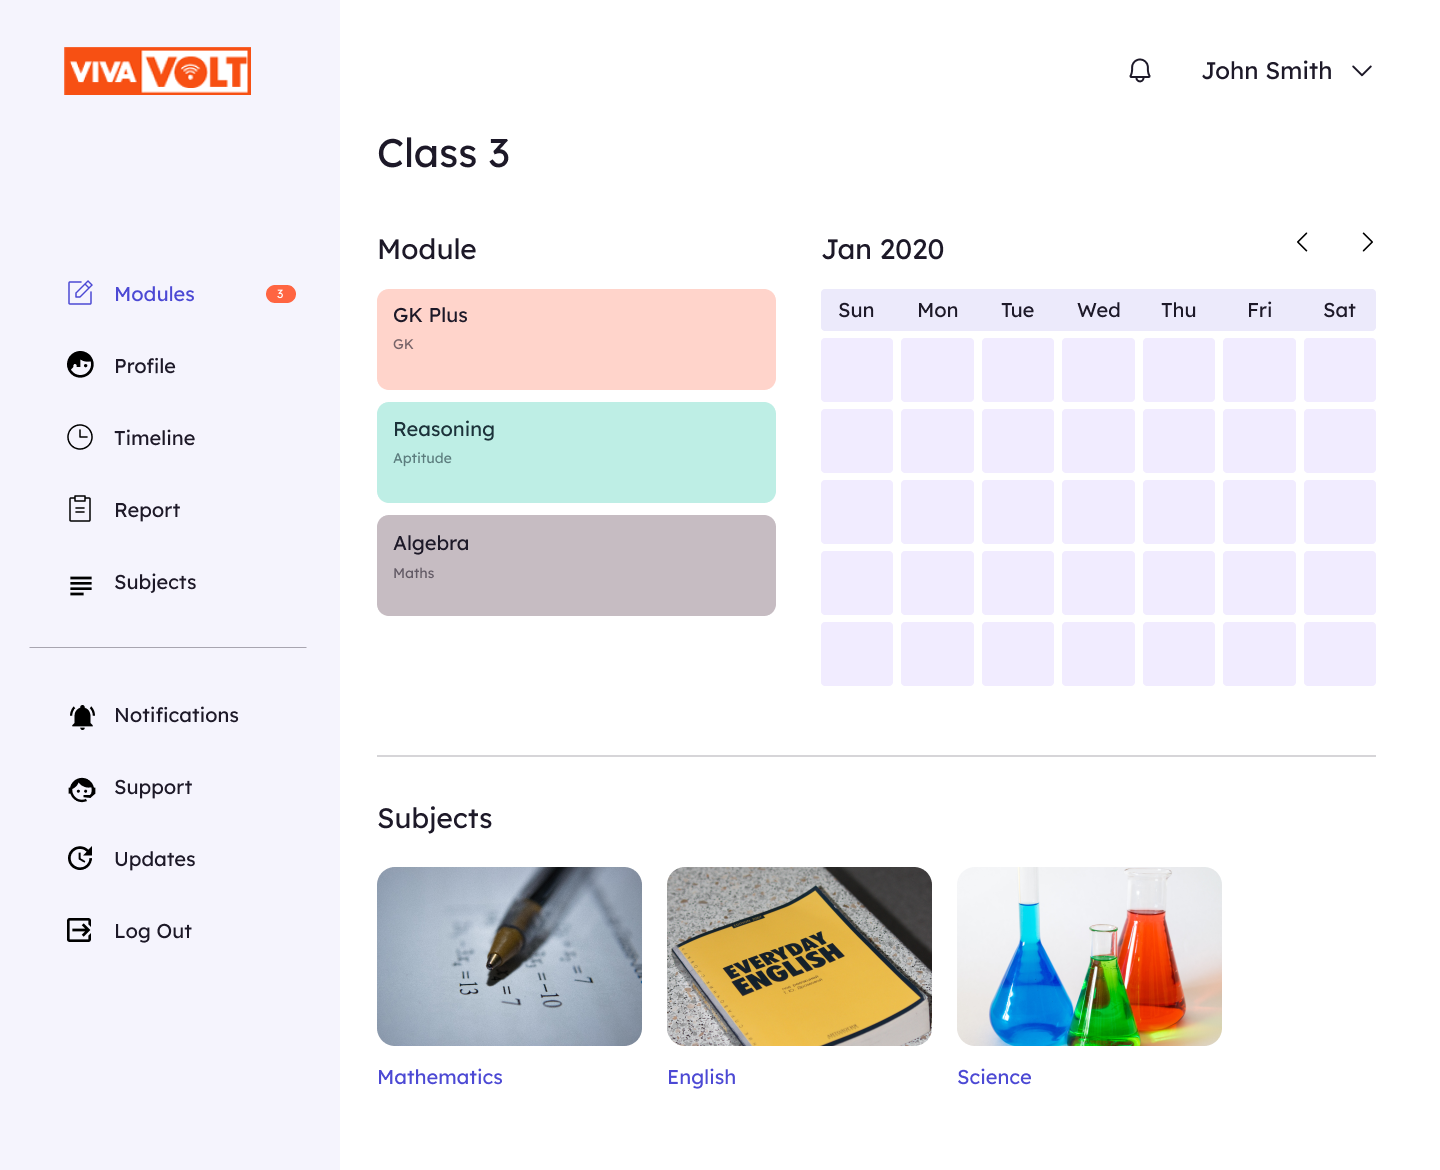 VIVA VOLT
John Smith
Class 3
Modules
3
Profile
Timeline
Report
Subjects
Notifications
Support
Updates
Log Out
Module
GK Plus
GK
Reasoning
Aptitude
Algebra
Maths
Jan 2020
Sun Mon Tue Wed Thu Fri Sat
Subjects
=13
=7
=-10
=7
EVERYDAY
ENGLISH
Mathematics
English
Science